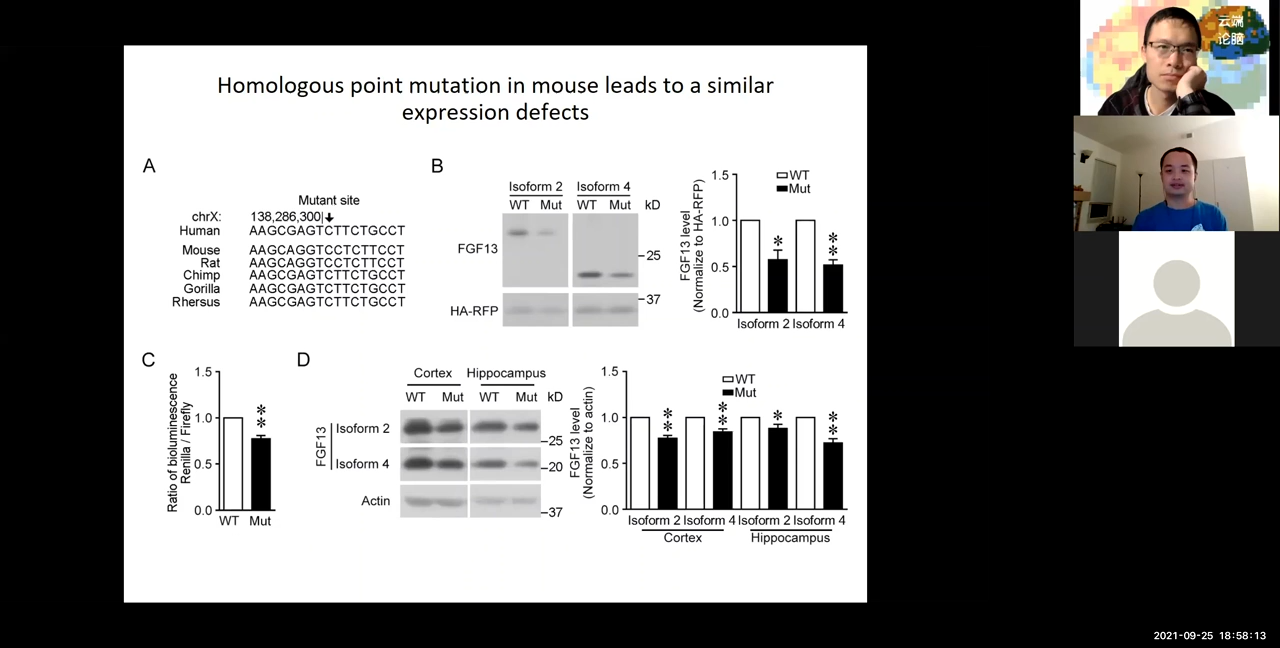 Homologous point mutation in mouse leads to a similar
expression defects
A
Mutant site
chrX: 138,286,300|
Human AAGCGAGTCTTCTGCCT
Mouse AAGCAGGTCCTCTTCCT
Rat AAGCAGGTCCTCTTCCT
Chimp AAGCGAGTCTTCTGCCT
Gorilla AAGCGAGTCTTCTGCCT
Rhersus AAGCGAGTCTTCTGCCT
B
Isoform 2 Isoform 4
WT Mut WT Mut kD
FGF13
25
37
HA-RFP
FGF13 level
(Normalize to HA-RFP)
1.5
1.0
0.5
0.0
WT
Mut
*
**
Isoform 2 Isoform 4
C
Ratio of bioluminescence
Renilla / Firefly
1.5
1.0
0.5
0.0
**
WT Mut
D
Cortex Hippocampus
WT Mut WT Mut kD
FGF13
Isoform 2
25
Isoform 4
20
Actin
37
FGF13 level
(Normalize to actin)
1.5
1.0
0.5
0.0
WT
Mut
** ** * **
Isoform 2 Isoform 4 Isoform 2 Isoform 4
Cortex Hippocampus
云端
论脑
2021-09-25 18:58:13